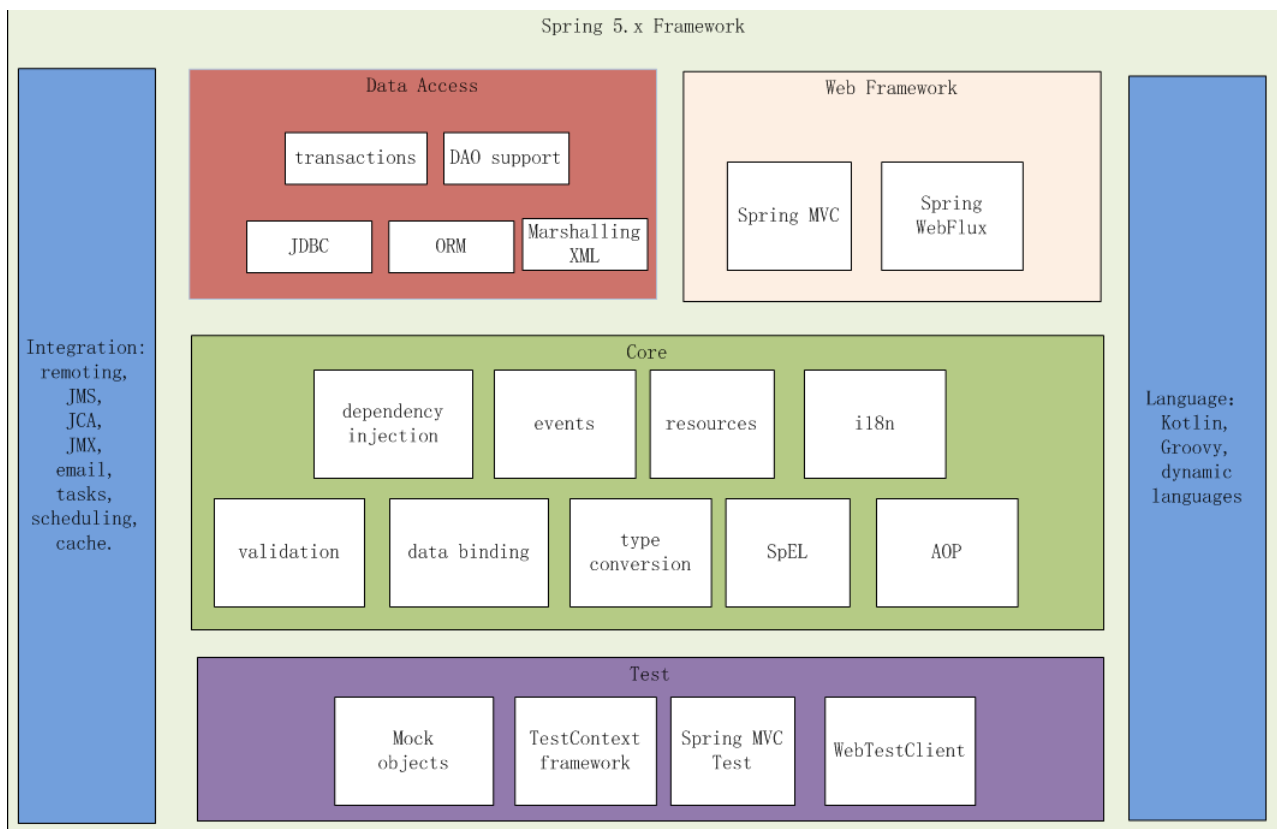 Spring 5.x Framework
Data Access
transactions
DAO support
JDBC
ORM
Marshalling
XML
Web Framework
Spring MVC
Spring
WebFlux
Integration:
remoting,
JMS,
JCA,
JMX,
email,
tasks,
scheduling,
cache.
Core
dependency
injection
events
resources
i18n
validation
data binding
type
conversion
SpEL
AOP
Language:
Kotlin,
Groovy,
dynamic
languages
Test
Mock
objects
TestContext
framework
Spring MVC
Test
WebTestClient